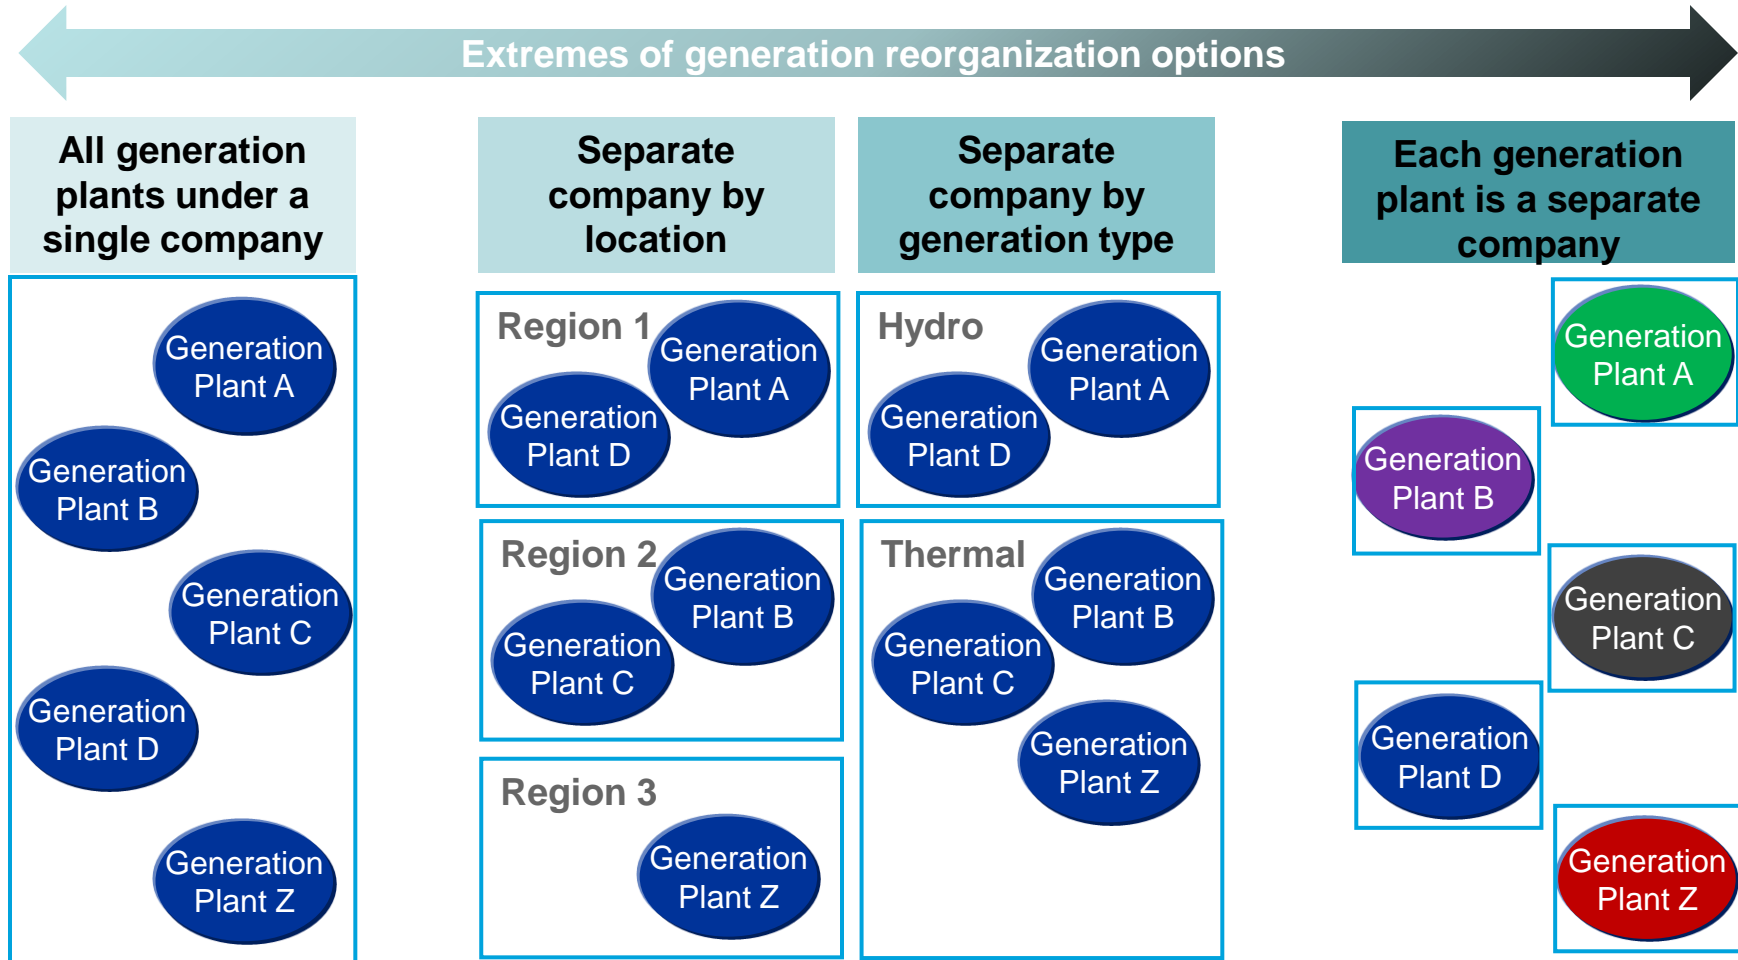 Extremes of generation reorganization options
All generation
plants under a
single company
Generation
Plant A
Generation
Plant B
Generation
Plant C
Generation
Plant D
Generation
Plant Z
Separate
company by
location
Region 1
Generation
Plant A
Generation
Plant D
Region 2
Generation
Plant B
Generation
Plant C
Region 3
Generation
Plant Z
Separate
company by
generation type
Hydro
Generation
Plant A
Generation
Plant D
Thermal
Generation
Plant B
Generation
Plant C
Generation
Plant Z
Each generation
plant is a separate
company
Generation
Plant A
Generation
Plant B
Generation
Plant C
Generation
Plant D
Generation
Plant Z